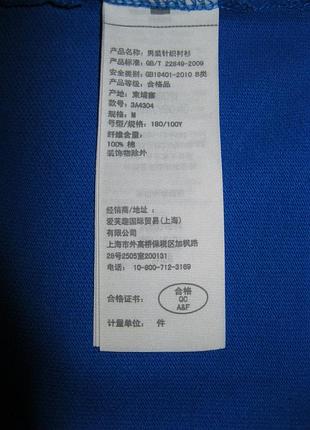 产品名称: 男装针织衬衫
产品标准: GB/T 22849-2009
安全类别: GB18401-2010 B类
产品等级: 合格品
产地: 柬埔寨
款号: 3A4304
规格: M
号型/规格: 180/100Y
纤维含量:
100% 棉
装饰物除外
经销商/地址:
爱芙趣国际贸易(上海)
有限公司
上海市外高桥保税区加枫路
28号2505室200131
电话: 10-800-712-3169
合格证书: 合格
QC
A&F
计量单位: 件